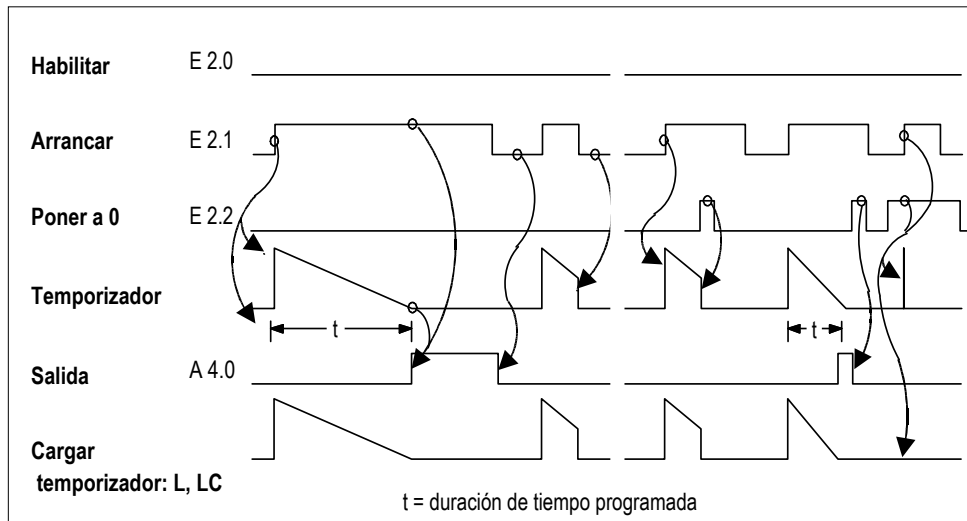 Habilitar E 2.0
Arrancar E 2.1
Poner a 0 E 2.2
Temporizador
t
t
Salida A 4.0
Cargar
temporizador: L, LC
t = duración de tiempo programada